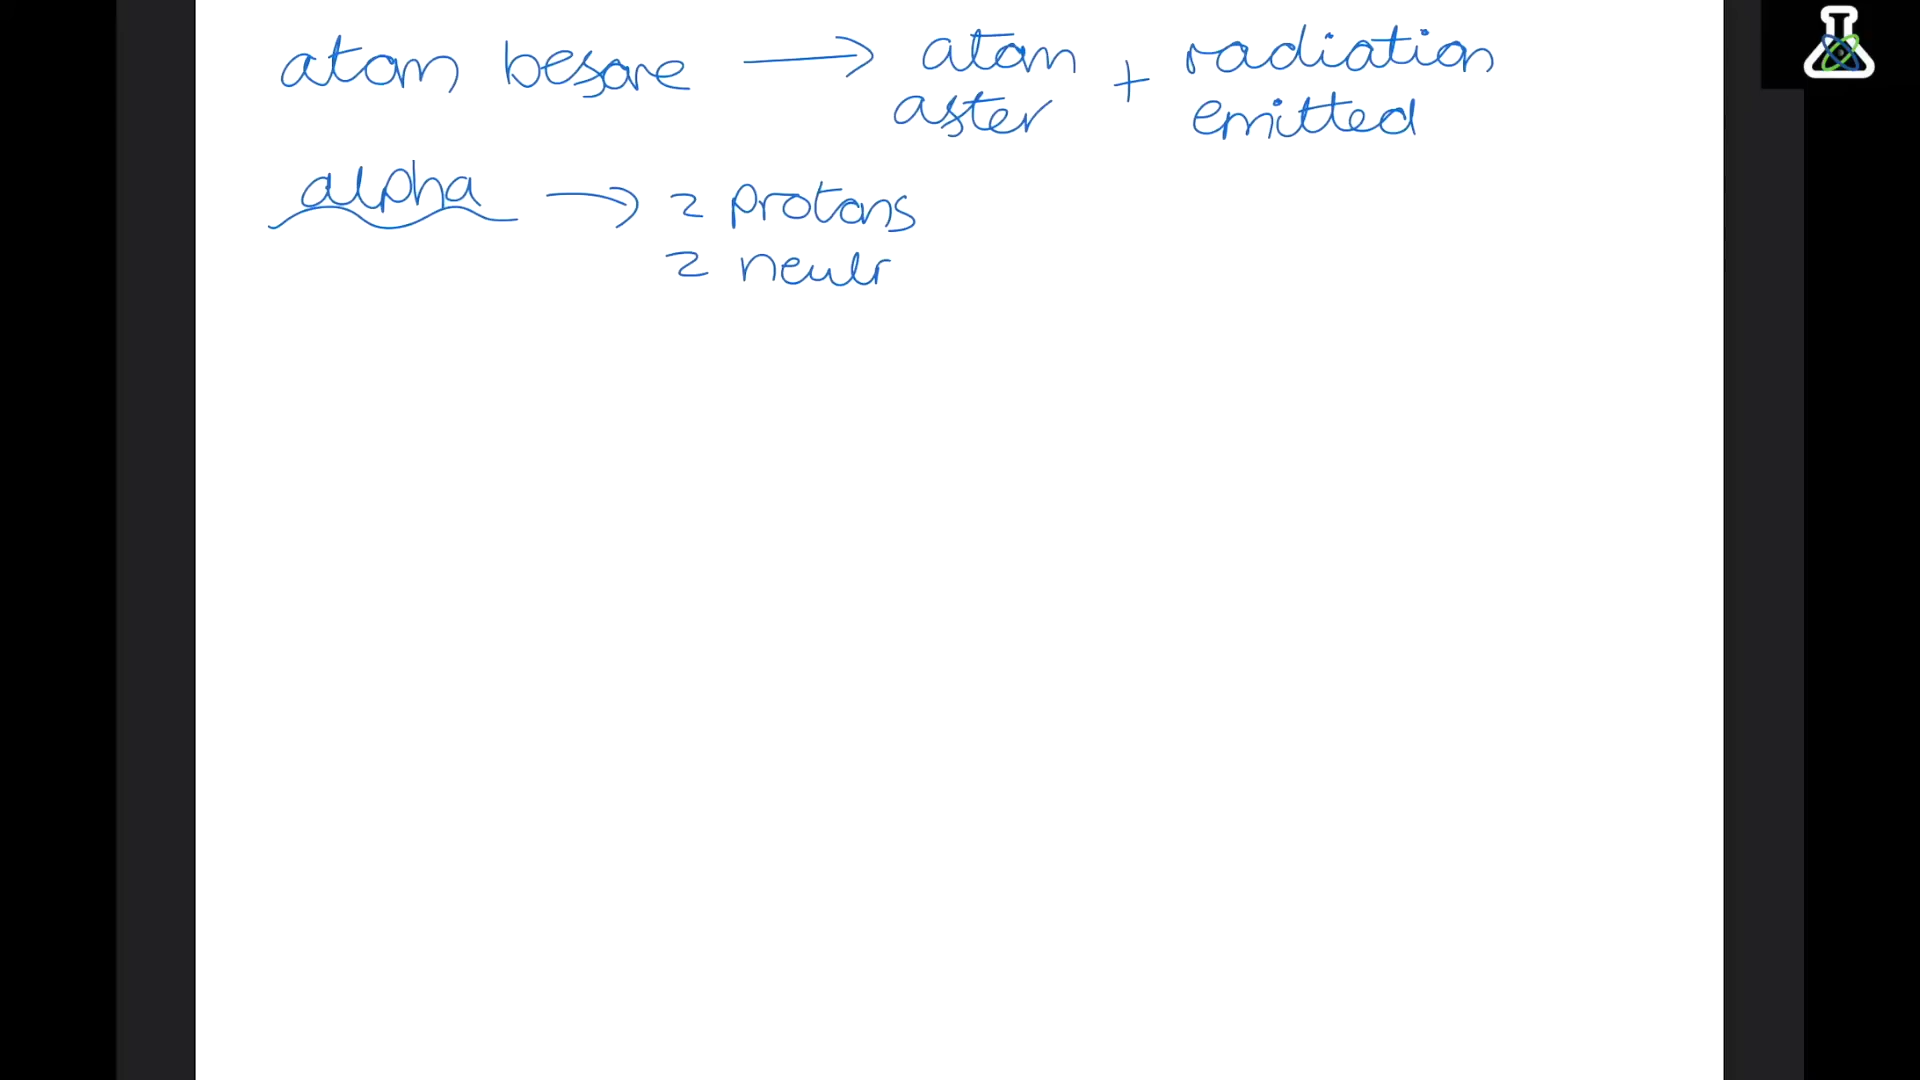 atom before → atom + radiation
after emitted
alpha → 2 protons
2 neutr